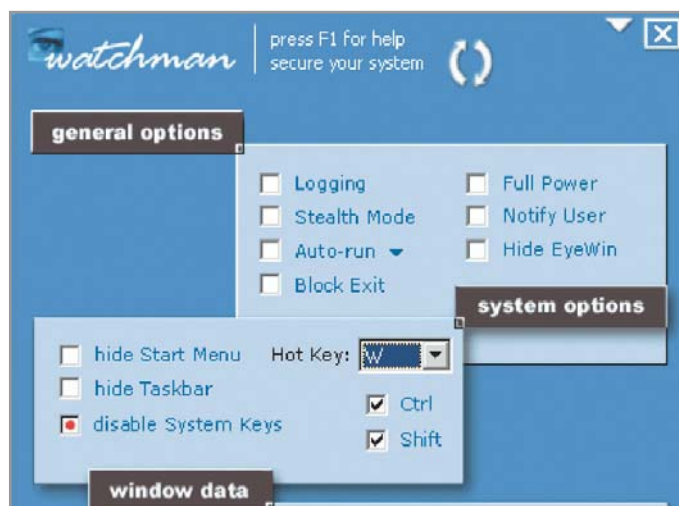 watchman
press F1 for help
secure your system
general options
Logging
Stealth Mode
Auto-run
Block Exit
Full Power
Notify User
Hide EyeWin
system options
hide Start Menu
hide Taskbar
disable System Keys
Hot Key: W
Ctrl
Shift
window data